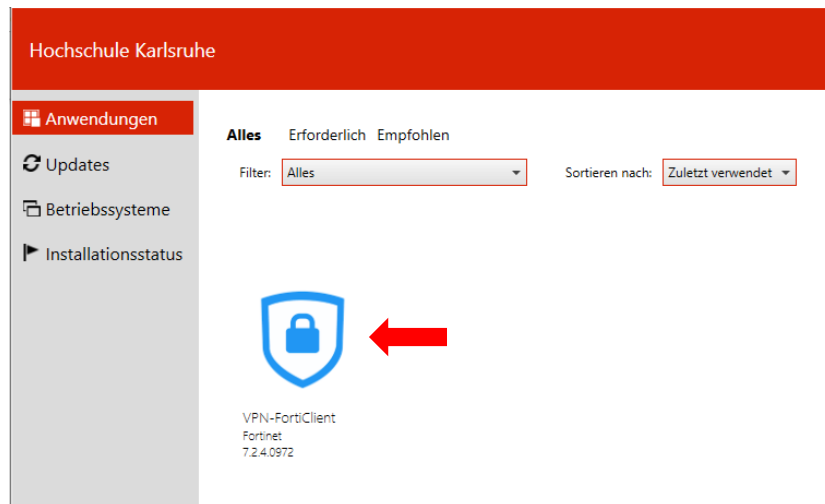 Hochschule Karlsruhe
Anwendungen
Updates
Betriebssysteme
Installationsstatus
Alles Erforderlich Empfohlen
Filter: Alles Sortieren nach: Zuletzt verwendet
VPN-FortiClient
Fortinet
7.2.4.0972